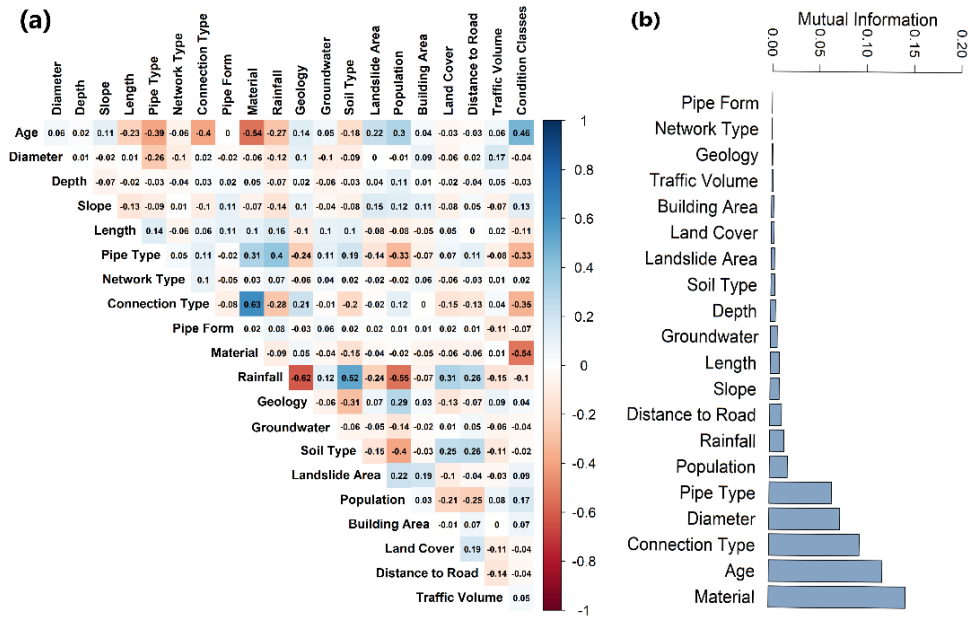 (a)
Diameter
Depth
Slope
Length
Pipe Type
Network Type
Connection Type
Pipe Form
Material
Rainfall
Geology
Groundwater
Soil Type
Landslide Area
Population
Building Area
Land Cover
Distance to Road
Traffic Volume
Condition Classes
Age 0.06 0.02 0.11 -0.23 -0.39 -0.06 -0.4 0 -0.54 -0.27 0.14 0.05 -0.18 0.22 0.3 0.04 -0.03 -0.03 0.06 0.46
Diameter 0.01 -0.02 0.01 -0.26 -0.1 0.02 -0.02 -0.06 -0.12 0.1 -0.1 -0.09 0 -0.01 0.09 -0.06 0.02 0.17 -0.04
Depth -0.07 -0.02 -0.03 -0.04 0.03 0.02 0.05 -0.07 0.02 -0.06 -0.03 0.04 0.11 0.01 -0.02 -0.04 0.05 -0.03
Slope -0.13 -0.09 0.01 -0.1 0.11 -0.07 -0.14 0.1 -0.04 -0.08 0.15 0.12 0.11 -0.08 0.05 -0.07 0.13
Length 0.14 -0.06 0.06 0.11 0.1 0.16 -0.1 0.1 0.1 -0.08 -0.08 -0.05 0.05 0 0.02 -0.11
Pipe Type 0.05 0.11 -0.02 0.31 0.4 -0.24 0.11 0.19 -0.14 -0.33 -0.07 0.07 0.11 -0.08 -0.33
Network Type 0.1 -0.05 0.03 0.07 -0.06 0.04 0.02 -0.02 -0.02 -0.06 0.06 -0.03 0.01 0.02
Connection Type -0.08 0.63 -0.28 0.21 -0.01 -0.2 -0.02 0.12 0 -0.15 -0.13 0.04 -0.35
Pipe Form 0.02 0.08 -0.03 0.06 0.02 0.02 0.01 0.01 0.02 0.01 -0.11 -0.07
Material -0.09 0.05 -0.04 -0.15 -0.04 -0.02 -0.05 -0.06 -0.06 0.01 -0.54
Rainfall -0.62 0.12 0.52 -0.24 -0.55 -0.07 0.31 0.26 -0.15 -0.1
Geology -0.06 -0.31 0.07 0.29 0.03 -0.13 -0.07 0.09 0.04
Groundwater -0.06 -0.05 -0.14 -0.02 0.01 0.05 -0.06 -0.04
Soil Type -0.15 -0.4 -0.03 0.25 0.26 -0.11 -0.02
Landslide Area 0.22 0.19 -0.1 -0.04 -0.03 0.09
Population 0.03 -0.21 -0.25 0.08 0.17
Building Area -0.01 0.07 0 0.07
Land Cover 0.19 -0.11 -0.04
Distance to Road -0.14 -0.04
Traffic Volume 0.05
1
0.8
0.6
0.4
0.2
0
-0.2
-0.4
-0.6
-0.8
-1
(b)
Mutual Information
0.00
0.05
0.10
0.15
0.20
Pipe Form
Network Type
Geology
Traffic Volume
Building Area
Land Cover
Landslide Area
Soil Type
Depth
Groundwater
Length
Slope
Distance to Road
Rainfall
Population
Pipe Type
Diameter
Connection Type
Age
Material